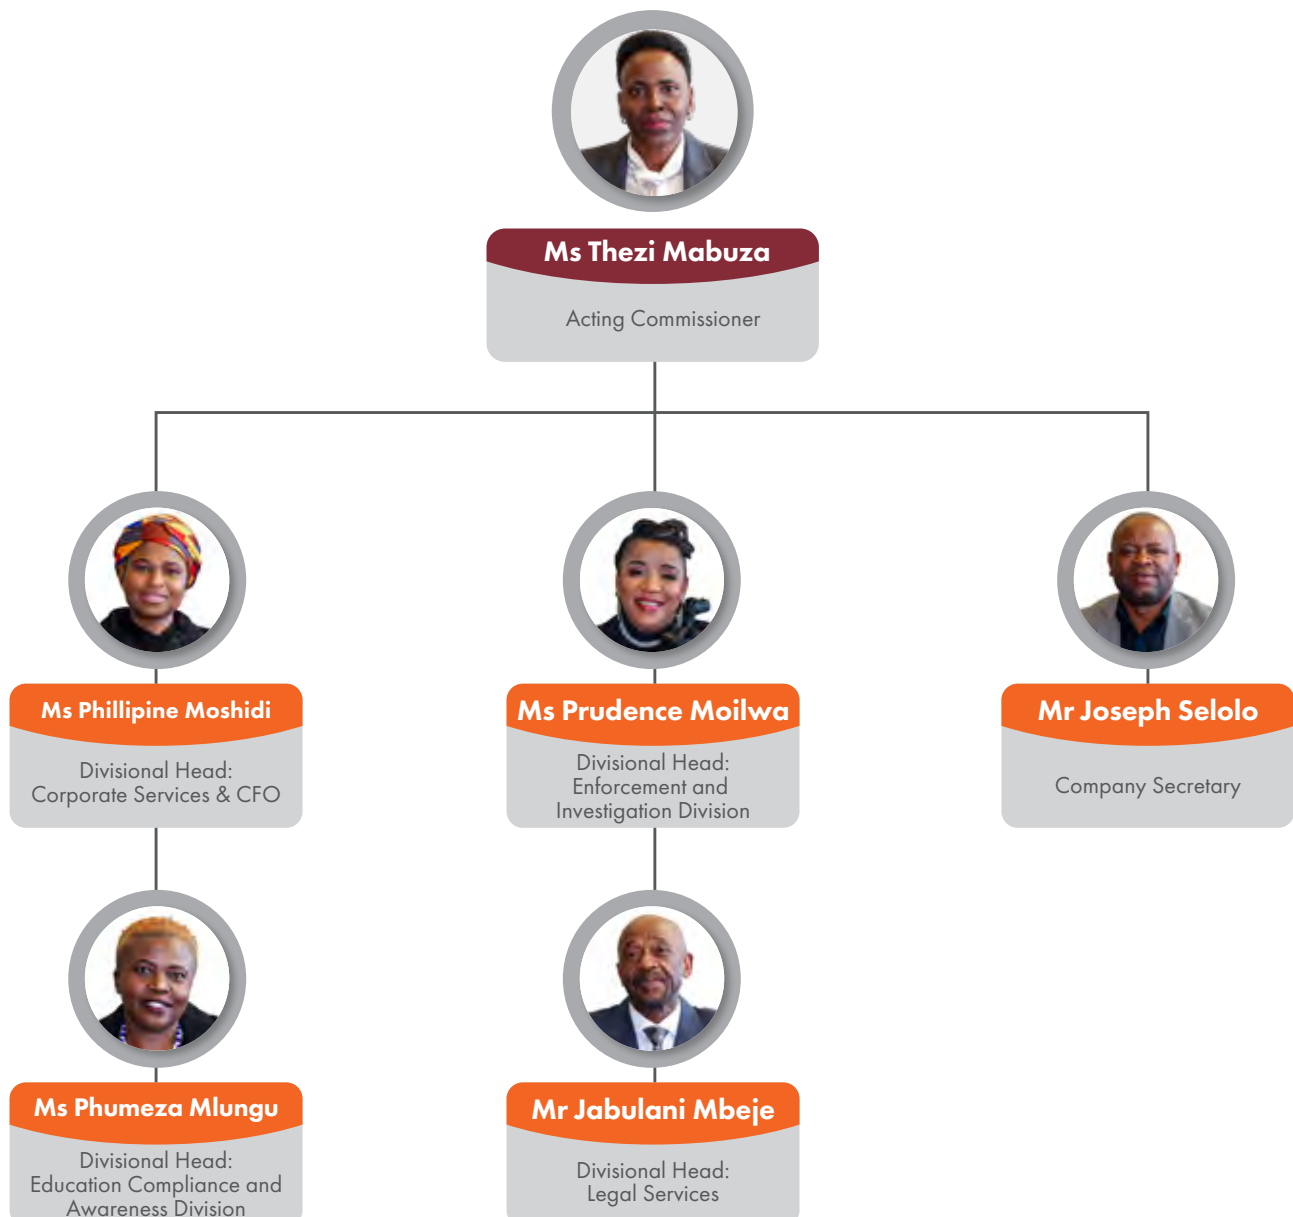 Ms Thezi Mabuza
Acting Commissioner
Ms Phillipine Moshidi
Divisional Head:
Corporate Services & CFO
Ms Prudence Moilwa
Divisional Head:
Enforcement and
Investigation Division
Mr Joseph Selolo
Company Secretary
Ms Phumeza Mlungu
Divisional Head:
Education Compliance and
Awareness Division
Mr Jabulani Mbeje
Divisional Head:
Legal Services